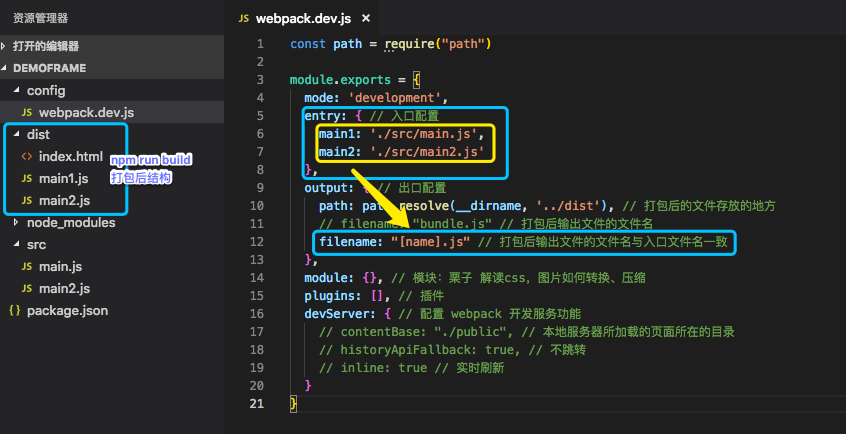 资源管理器
打开的编辑器
DEMOFRAME
config
JS webpack.dev.js
dist
<> index.html
JS main1.js
JS main2.js
npm run build
打包后结构
node_modules
src
JS main.js
JS main2.js
{} package.json
JS webpack.dev.js ×
1 const path = require("path")
2
3 module.exports = {
4 mode: 'development',
5 entry: { // 入口配置
6 main1: './src/main.js',
7 main2: './src/main2.js'
8 },
9 output: { // 出口配置
10 path: path.resolve(__dirname, '../dist'), // 打包后的文件存放的地方
11 // filename: "bundle.js" // 打包后输出文件的文件名
12 filename: "[name].js" // 打包后输出文件的文件名与入口文件名一致
13 },
14 module: {}, // 模块：栗子 解读css，图片如何转换、压缩
15 plugins: [], // 插件
16 devServer: { // 配置 webpack 开发服务功能
17 // contentBase: "./public", // 本地服务器所加载的页面所在的目录
18 // historyApiFallback: true, // 不跳转
19 // inline: true // 实时刷新
20 }
21 }